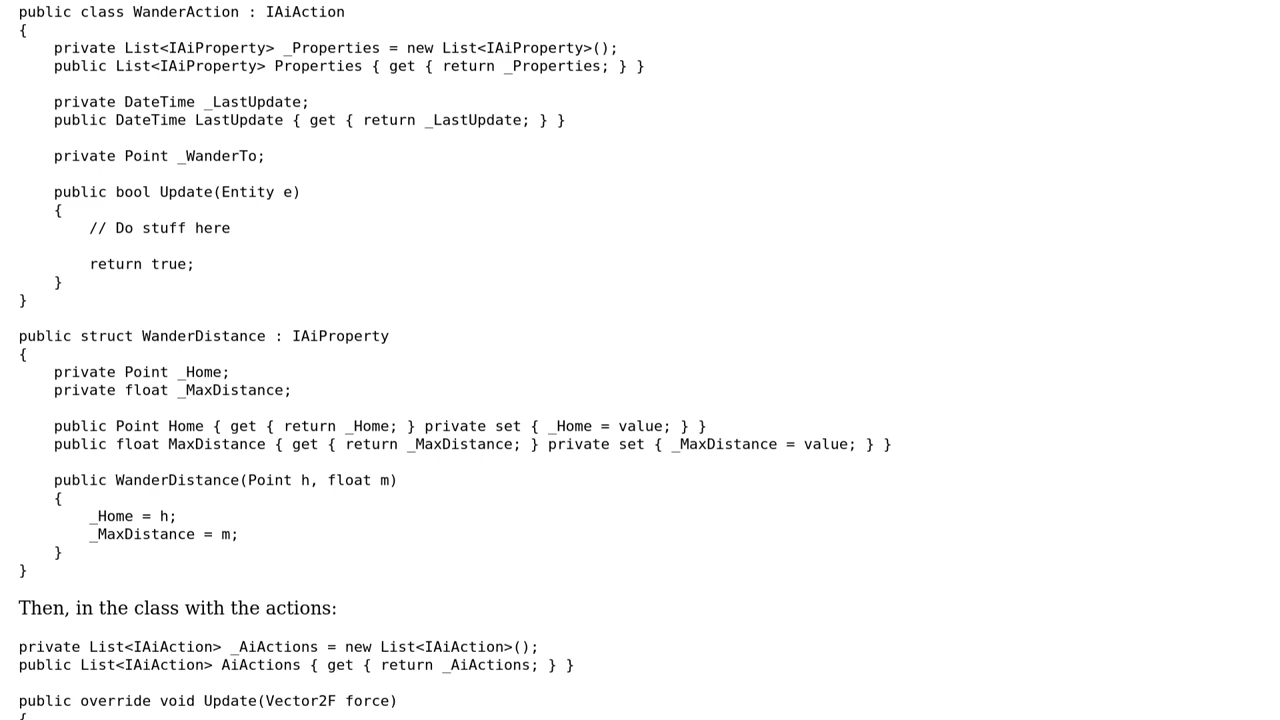 public class WanderAction : IAiAction
{
    private List<IAiProperty> _Properties = new List<IAiProperty>();
    public List<IAiProperty> Properties { get { return _Properties; } }

    private DateTime _LastUpdate;
    public DateTime LastUpdate { get { return _LastUpdate; } }

    private Point _WanderTo;

    public bool Update(Entity e)
    {
        // Do stuff here

        return true;
    }
}

public struct WanderDistance : IAiProperty
{
    private Point _Home;
    private float _MaxDistance;

    public Point Home { get { return _Home; } private set { _Home = value; } }
    public float MaxDistance { get { return _MaxDistance; } private set { _MaxDistance = value; } }

    public WanderDistance(Point h, float m)
    {
        _Home = h;
        _MaxDistance = m;
    }
}

Then, in the class with the actions:

private List<IAiAction> _AiActions = new List<IAiAction>();
public List<IAiAction> AiActions { get { return _AiActions; } }

public override void Update(Vector2F force)
{